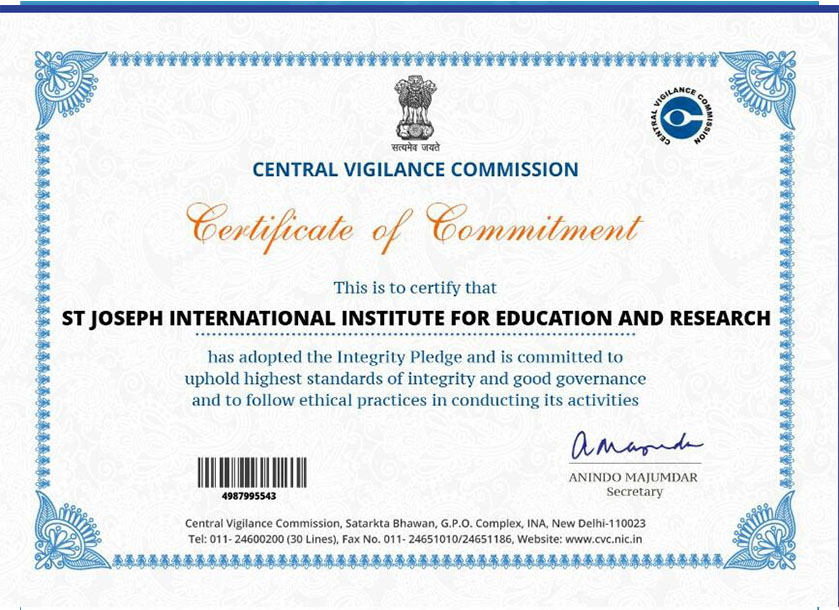 सत्यमेव जयते
CENTRAL VIGILANCE COMMISSION
CENTRAL VIGILANCE COMMISSION
Certificate of Commitment
This is to certify that
ST JOSEPH INTERNATIONAL INSTITUTE FOR EDUCATION AND RESEARCH
has adopted the Integrity Pledge and is committed to
uphold highest standards of integrity and good governance
and to follow ethical practices in conducting its activities
4987995543
ANINDO MAJUMDAR
Secretary
Central Vigilance Commission, Satarkta Bhawan, G.P.O. Complex, INA, New Delhi-110023
Tel: 011- 24600200 (30 Lines), Fax No. 011- 24651010/24651186, Website: www.cvc.nic.in